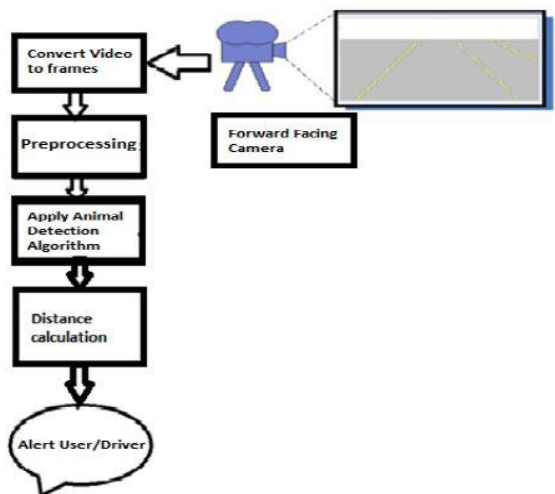 Convert Video
to frames
Forward Facing
Camera
Preprocessing
Apply Animal
Detection
Algorithm
Distance
calculation
Alert User/Driver